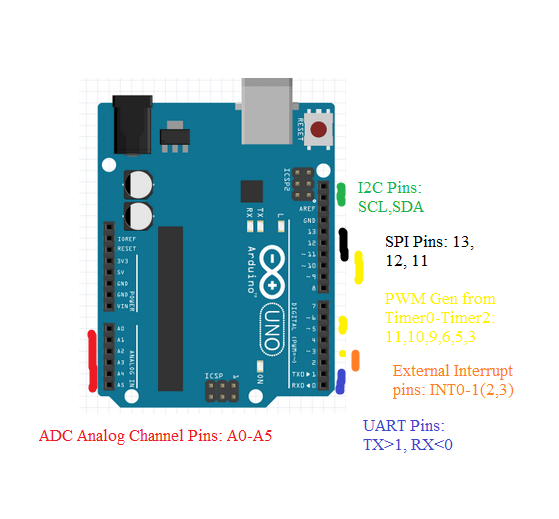 RESET
ICSP2
I2C Pins:
SCL,SDA
AREF
GND
13
12
~11
~10
~9
8
SPI Pins: 13,
12, 11
RX
TX
L
IOREF
RESET
3V3
5V
GND
GND
VIN
POWER
Arduino™
UNO
DIGITAL (PWM=~)
7
~6
~5
4
~3
2
TXD▶1
RXD◀0
PWM Gen from
Timer0-Timer2:
11,10,9,6,5,3
A0
A1
A2
A3
A4
A5
ANALOG IN
ICSP
1
ON
External Interrupt
pins: INT0-1(2,3)
UART Pins:
TX>1, RX<0
ADC Analog Channel Pins: A0-A5